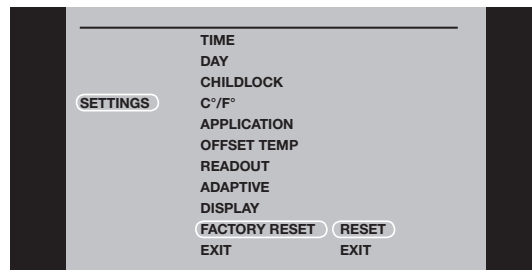 TIME
DAY
CHILDLOCK
SETTINGS C°/F°
APPLICATION
OFFSET TEMP
READOUT
ADAPTIVE
DISPLAY
FACTORY RESET RESET
EXIT EXIT